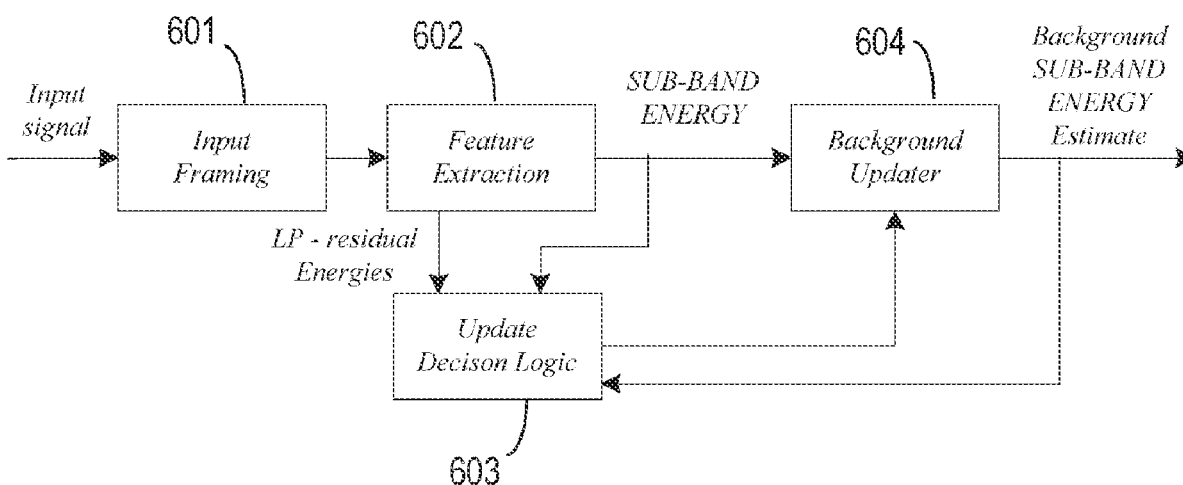 601
602
604
Background
SUB-BAND
ENERGY
Estimate
Input
signal
SUB-BAND
ENERGY
Input
Framing
Feature
Extraction
Background
Updater
LP - residual
Energies
Update
Decison Logic
603